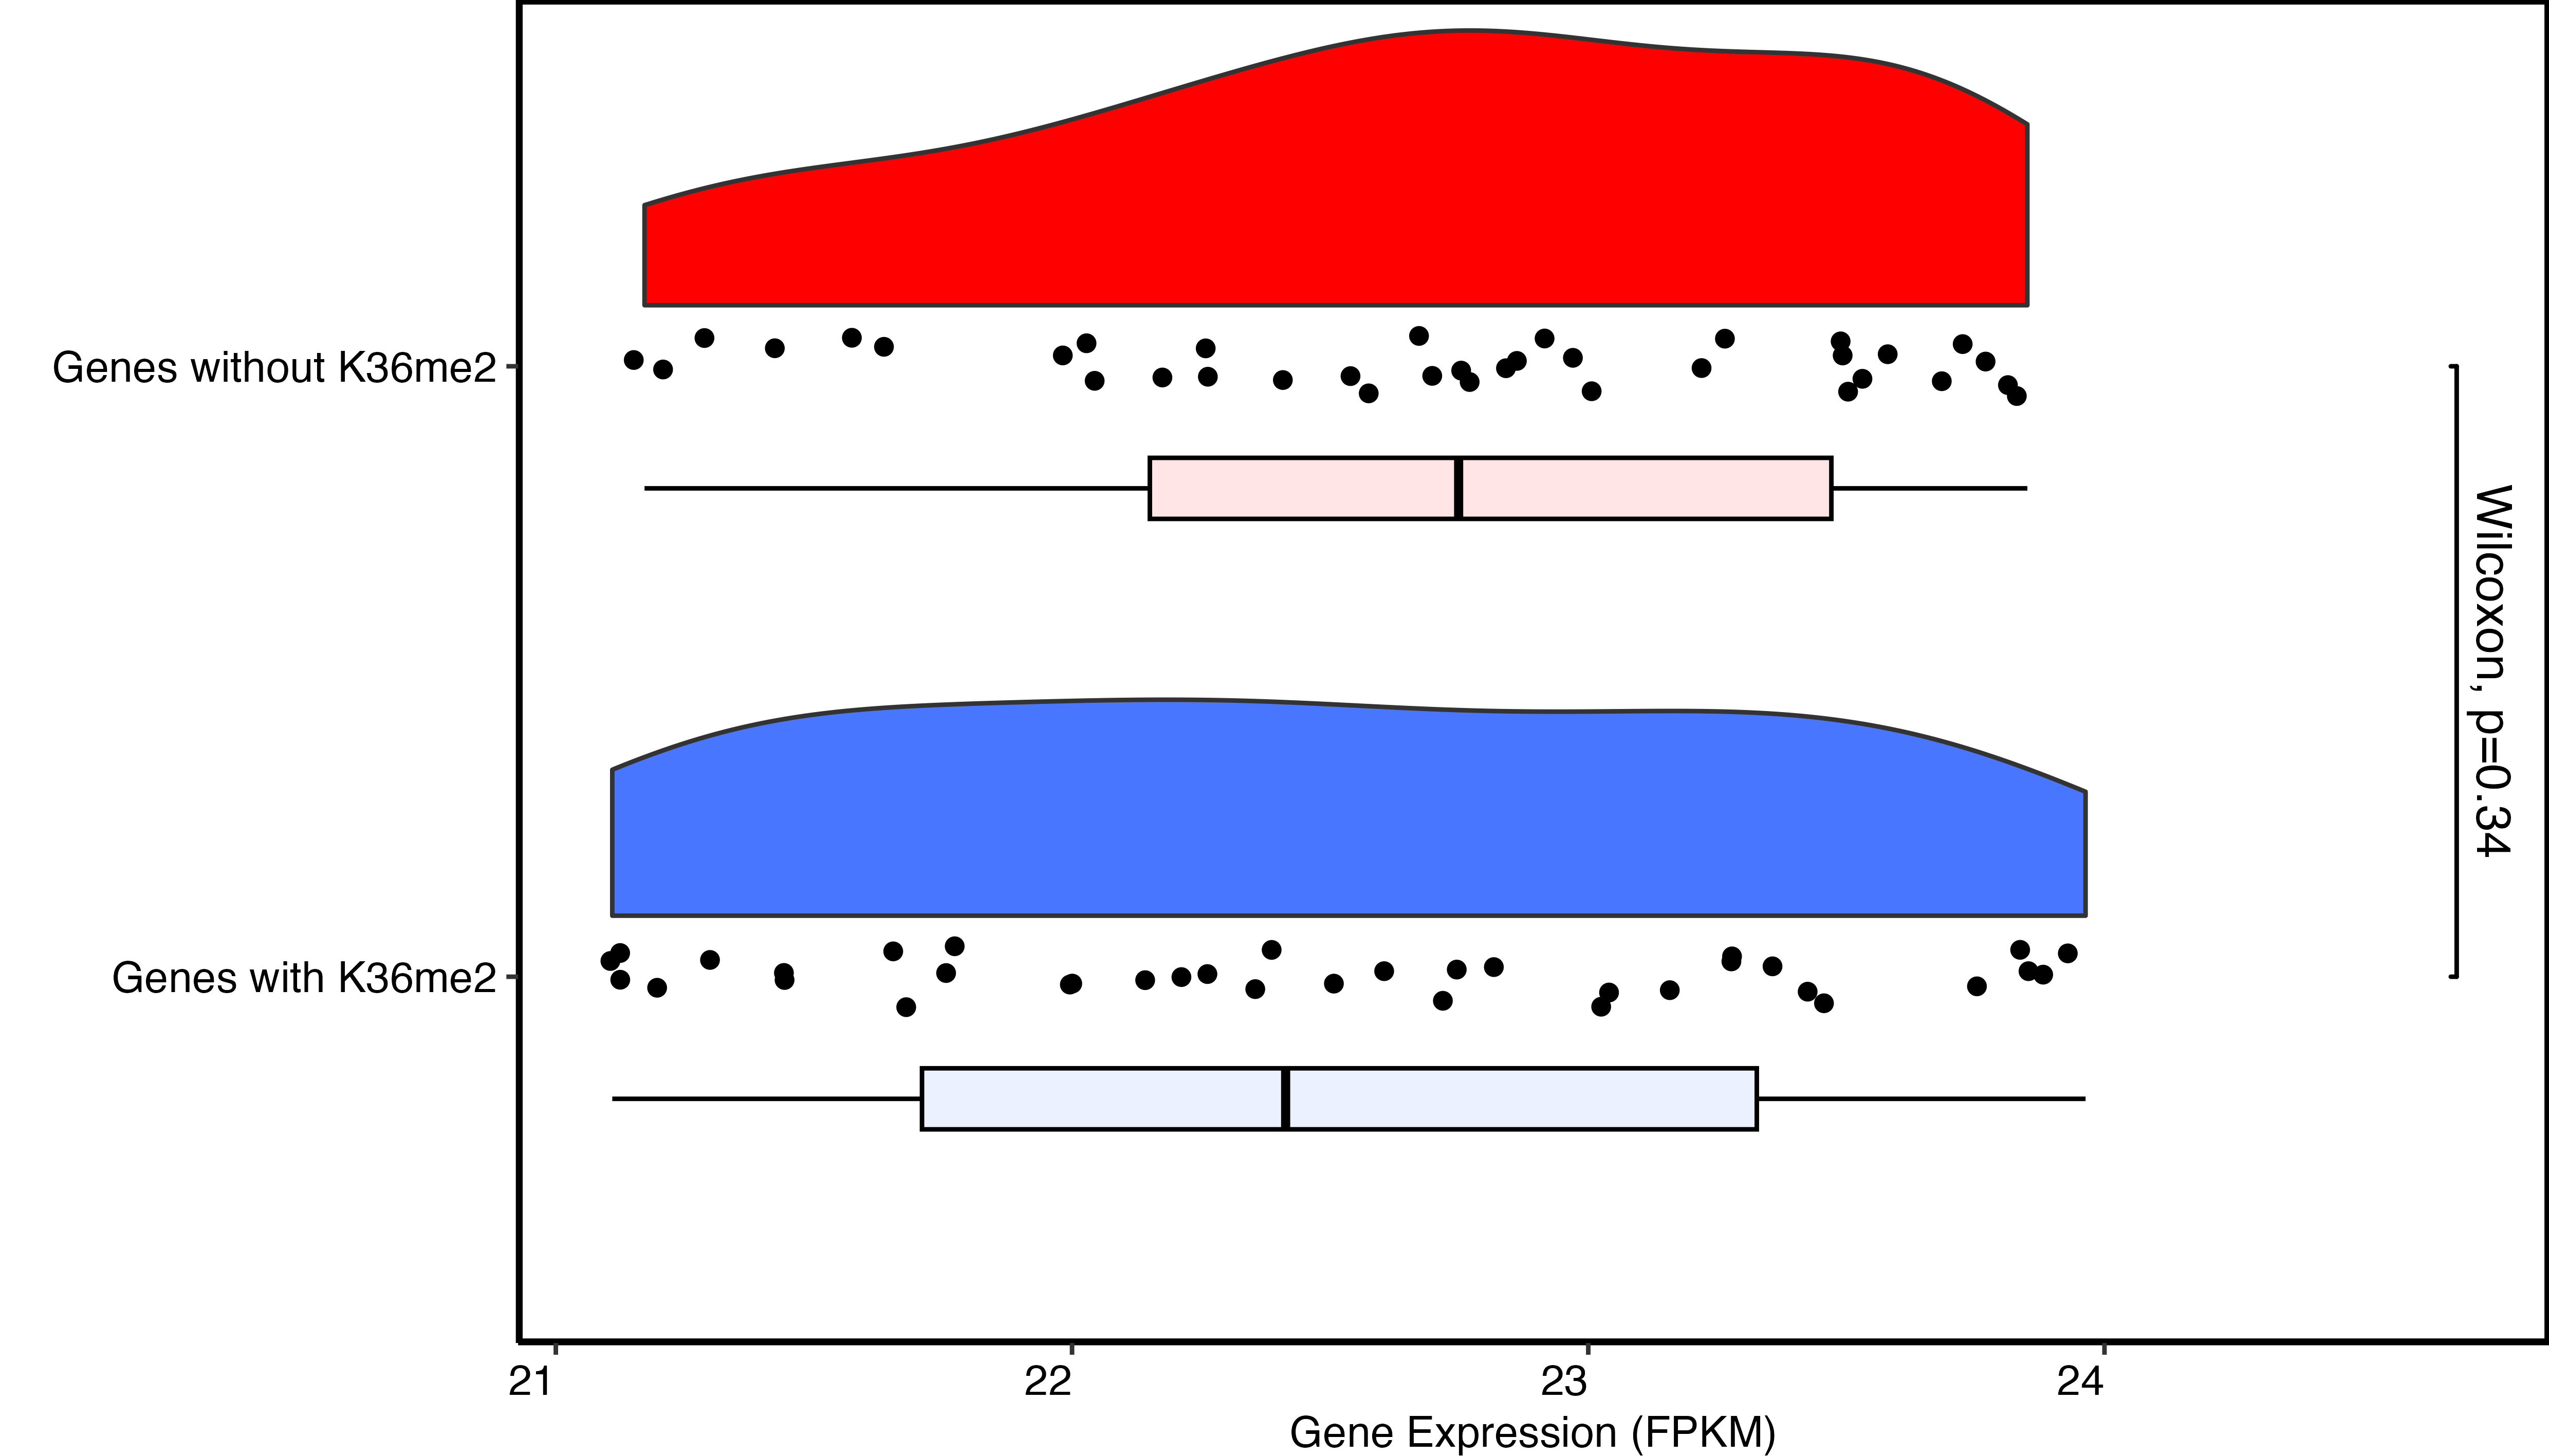 Genes without K36me2
Wilcoxon, p=0.34
Genes with K36me2
21
22
23
24
Gene Expression (FPKM)